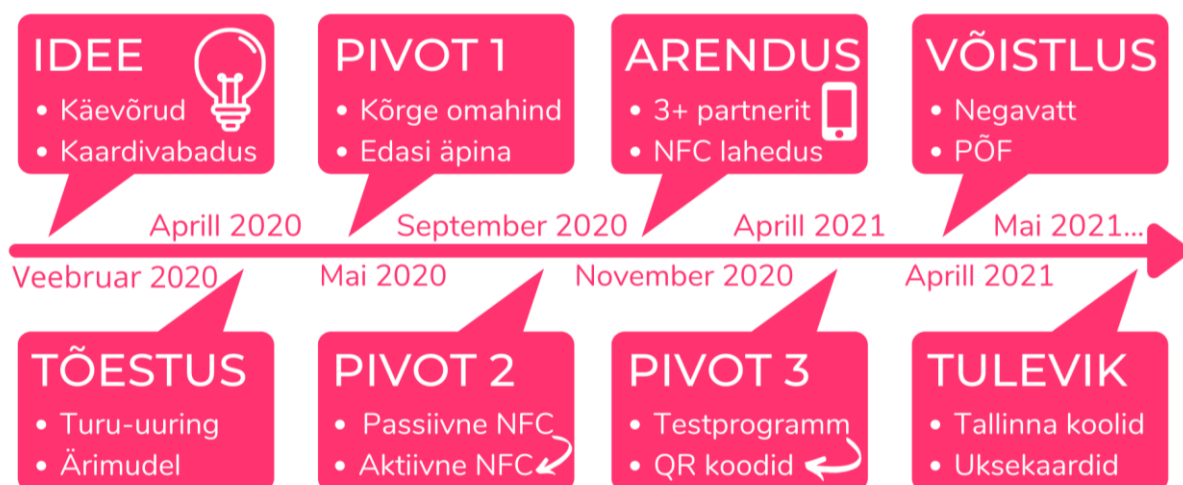 IDEE
• Käevõrud
• Kaardivabadus
PIVOT 1
• Kõrge omahind
• Edasi äpina
ARENDUS
• 3+ partnerit
• NFC lahedus
VÕISTLUS
• Negavatt
• PÕF
Aprill 2020
September 2020
Aprill 2021
Mai 2021...
Veebruar 2020
Mai 2020
November 2020
Aprill 2021
TÕESTUS
• Turu-uuring
• Ärimudel
PIVOT 2
• Passiivne NFC
• Aktiivne NFC
PIVOT 3
• Testprogramm
• QR koodid
TULEVIK
• Tallinna koolid
• Uksekaardid